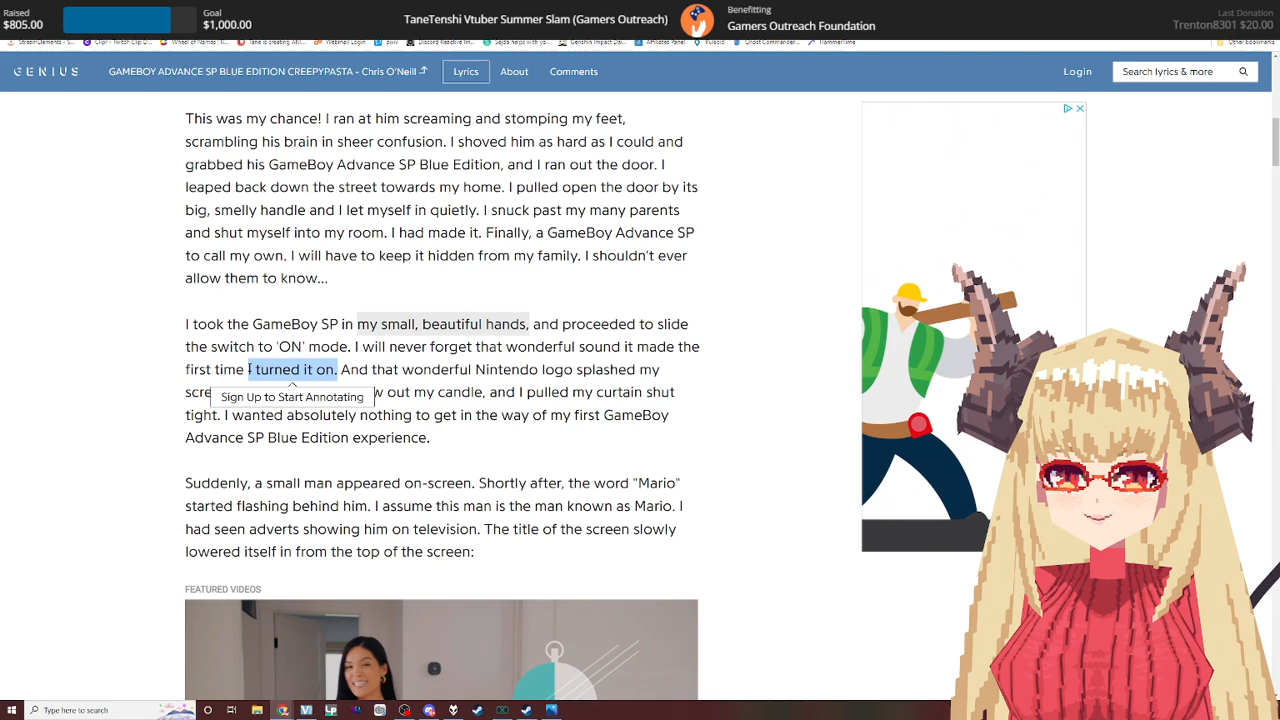 Raised
$805.00
Goal
$1,000.00
TaneTenshi Vtuber Summer Slam (Gamers Outreach)
Benefitting
Gamers Outreach Foundation
Last Donation
Trenton8301 $20.00
GENIUS
GAMEBOY ADVANCE SP BLUE EDITION CREEPYPASTA - Chris O'Neill
Lyrics
About
Comments
Login
Search lyrics & more
This was my chance! I ran at him screaming and stomping my feet,
scrambling his brain in sheer confusion. I shoved him as hard as I could and
grabbed his GameBoy Advance SP Blue Edition, and I ran out the door. I
leaped back down the street towards my home. I pulled open the door by its
big, smelly handle and I let myself in quietly. I snuck past my many parents
and shut myself into my room. I had made it. Finally, a GameBoy Advance SP
to call my own. I will have to keep it hidden from my family. I shouldn't ever
allow them to know...
I took the GameBoy SP in my small, beautiful hands, and proceeded to slide
the switch to 'ON' mode. I will never forget that wonderful sound it made the
first time I turned it on. And that wonderful Nintendo logo splashed my
Sign Up to Start Annotating
out my candle, and I pulled my curtain shut
tight. I wanted absolutely nothing to get in the way of my first GameBoy
Advance SP Blue Edition experience.
Suddenly, a small man appeared on-screen. Shortly after, the word "Mario"
started flashing behind him. I assume this man is the man known as Mario. I
had seen adverts showing him on television. The title of the screen slowly
lowered itself in from the top of the screen:
FEATURED VIDEOS
Type here to search